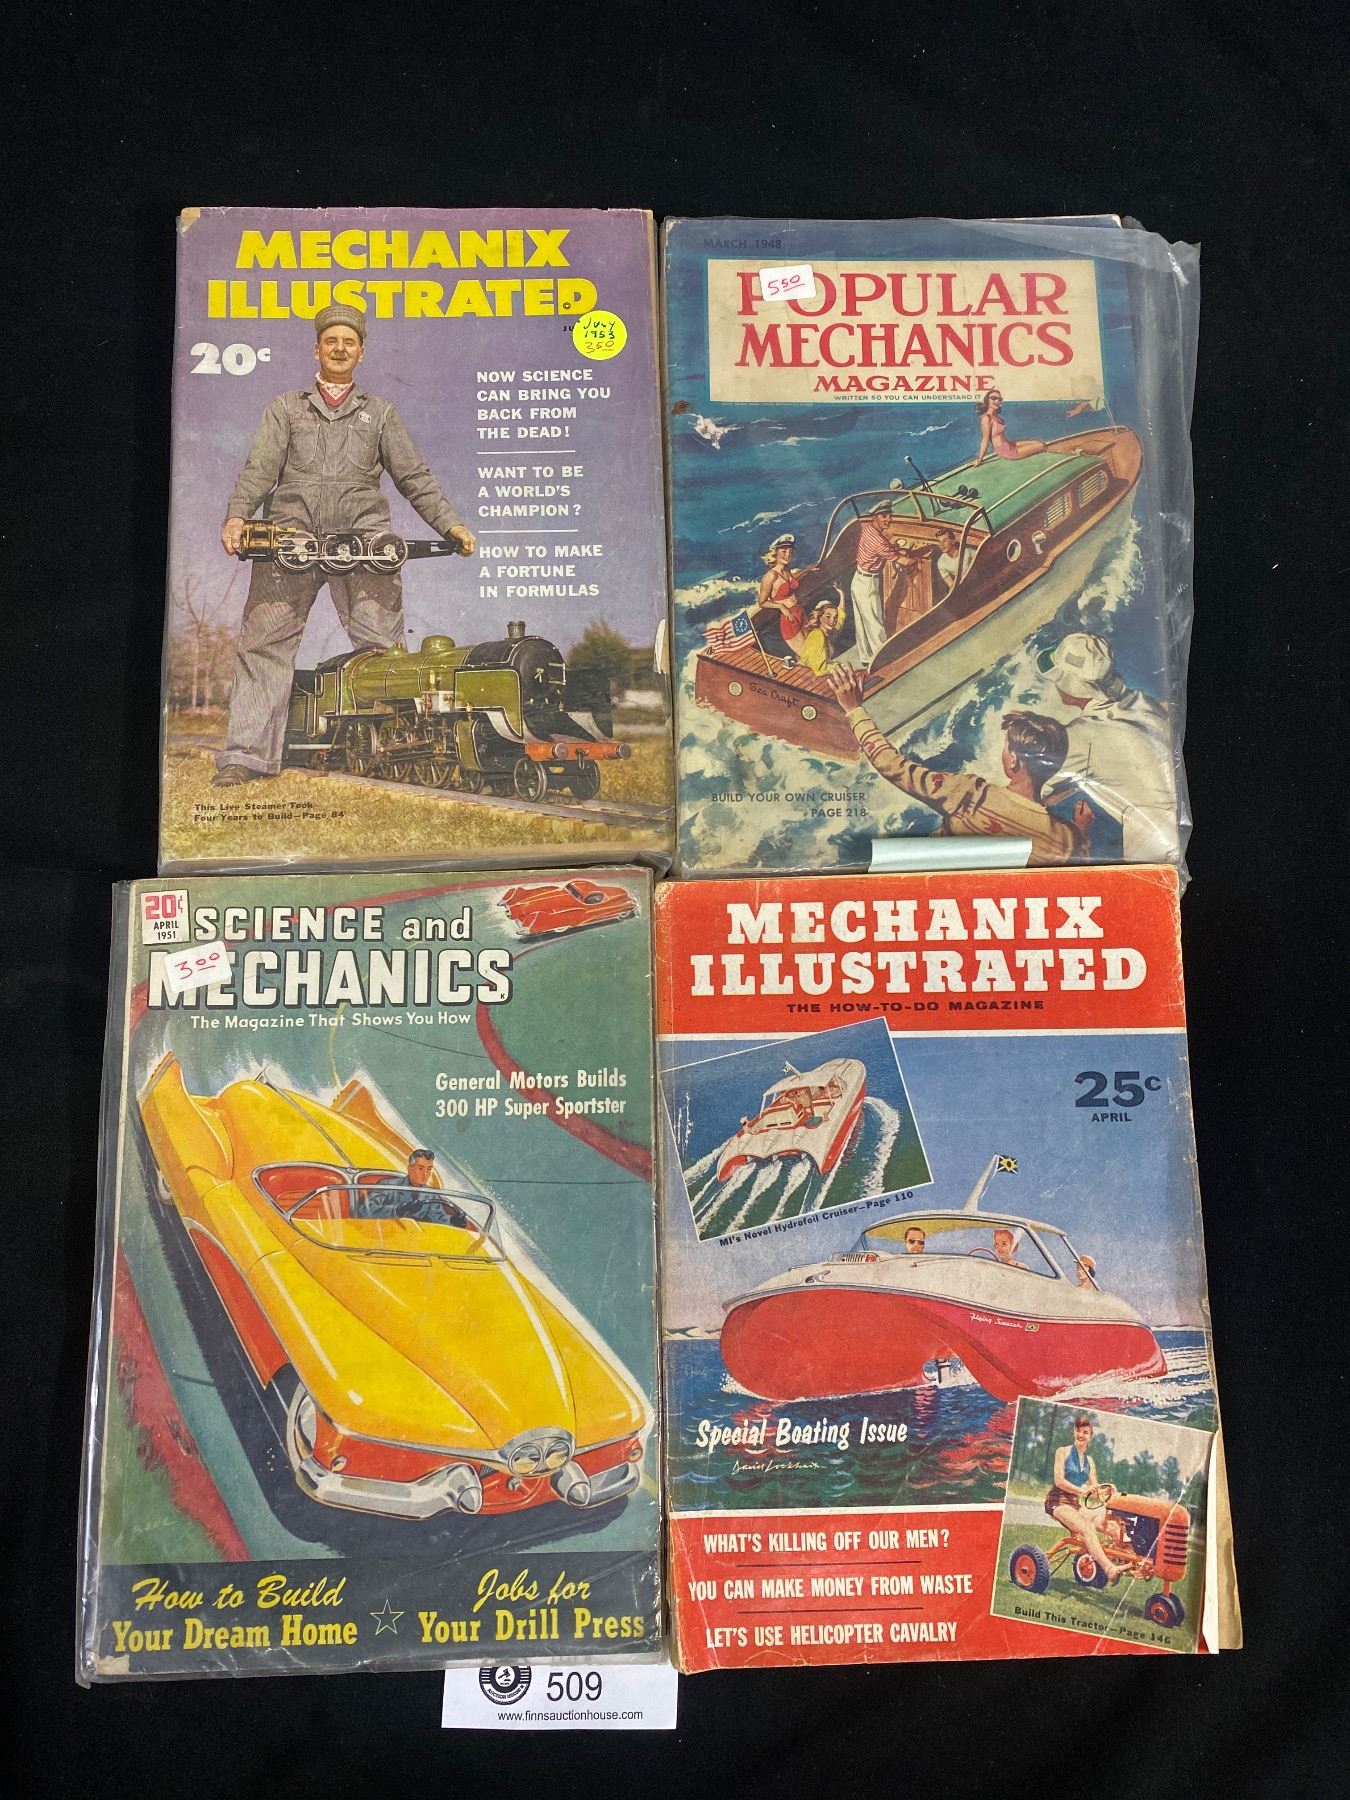 MECHANIX
ILLUSTRATED
JU
July
1953
350
20¢
NOW SCIENCE
CAN BRING YOU
BACK FROM
THE DEAD!
WANT TO BE
A WORLD'S
CHAMPION?
HOW TO MAKE
A FORTUNE
IN FORMULAS
This Live Steamer Took
Four Years to Build—Page 84
MARCH 1948
550
POPULAR
MECHANICS
MAGAZINE
WRITTEN SO YOU CAN UNDERSTAND IT
Sea Craft
BUILD YOUR OWN CRUISER
PAGE 218
20¢
APRIL
1951
SCIENCE and
300
MECHANICS
The Magazine That Shows You How
General Motors Builds
300 HP Super Sportster
How to Build
Your Dream Home
Jobs for
Your Drill Press
MECHANIX
ILLUSTRATED
THE HOW-TO-DO MAGAZINE
25¢
APRIL
MI's Novel Hydrofoil Cruiser—Page 110
Flying Saucer
Special Boating Issue
David Lockhart
WHAT'S KILLING OFF OUR MEN?
YOU CAN MAKE MONEY FROM WASTE
LET'S USE HELICOPTER CAVALRY
Build This Tractor—Page 146
509
www.finnsauctionhouse.com